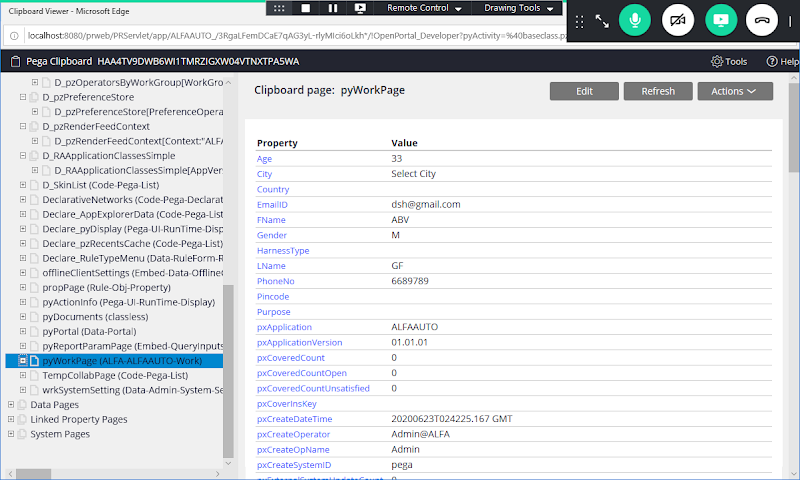 Clipboard Viewer - Microsoft Edge
Remote Control
Drawing Tools
localhost:8080/prweb/PRServlet/app/ALFAAUTO_/3RgaLFemDCaE7qAG3yL-rlyMIci6oLkh*/!OpenPortal_Developer?pyActivity=%40baseclass.pz
Pega Clipboard HAA4TV9DWB6WI1TMRZIGXW04VTNXTPA5WA
Tools
Help
D_pzOperatorsByWorkGroup[WorkGro
D_pzPreferenceStore
D_pzPreferenceStore[PreferenceOpera
D_pzRenderFeedContext
D_pzRenderFeedContext[Context:"ALFA
D_RAApplicationClassesSimple
D_RAApplicationClassesSimple[AppVers
D_SkinList (Code-Pega-List)
DeclarativeNetworks (Code-Pega-Declarat
Declare_AppExplorerData (Code-Pega-List)
Declare_pyDisplay (Pega-UI-RunTime-Displ
Declare_pzRecentsCache (Code-Pega-List)
Declare_RuleTypeMenu (Data-RuleForm-R
offlineClientSettings (Embed-Data-OfflineC
propPage (Rule-Obj-Property)
pyActionInfo (Pega-UI-RunTime-Display)
pyDocuments (classless)
pyPortal (Data-Portal)
pyReportParamPage (Embed-QueryInputs
pyWorkPage (ALFA ALFAAUTO-Work)
TempCollabPage (Code-Pega-List)
wrkSystemSetting (Data-Admin-System-Se
Data Pages
Linked Property Pages
System Pages
Clipboard page: pyWorkPage
Edit
Refresh
Actions
Property Value
Age 33
City Select City
Country
EmailID dsh@gmail.com
FName ABV
Gender M
HarnessType
LName GF
PhoneNo 6689789
Pincode
Purpose
pxApplication ALFAAUTO
pxApplicationVersion 01.01.01
pxCoveredCount 0
pxCoveredCountOpen 0
pxCoveredCountUnsatisfied 0
pxCoverInsKey
pxCreateDateTime 20200623T024225.167 GMT
pxCreateOperator Admin@ALFA
pxCreateOpName Admin
pxCreateSystemID pega
pxExternalSystemUpdateCount 0